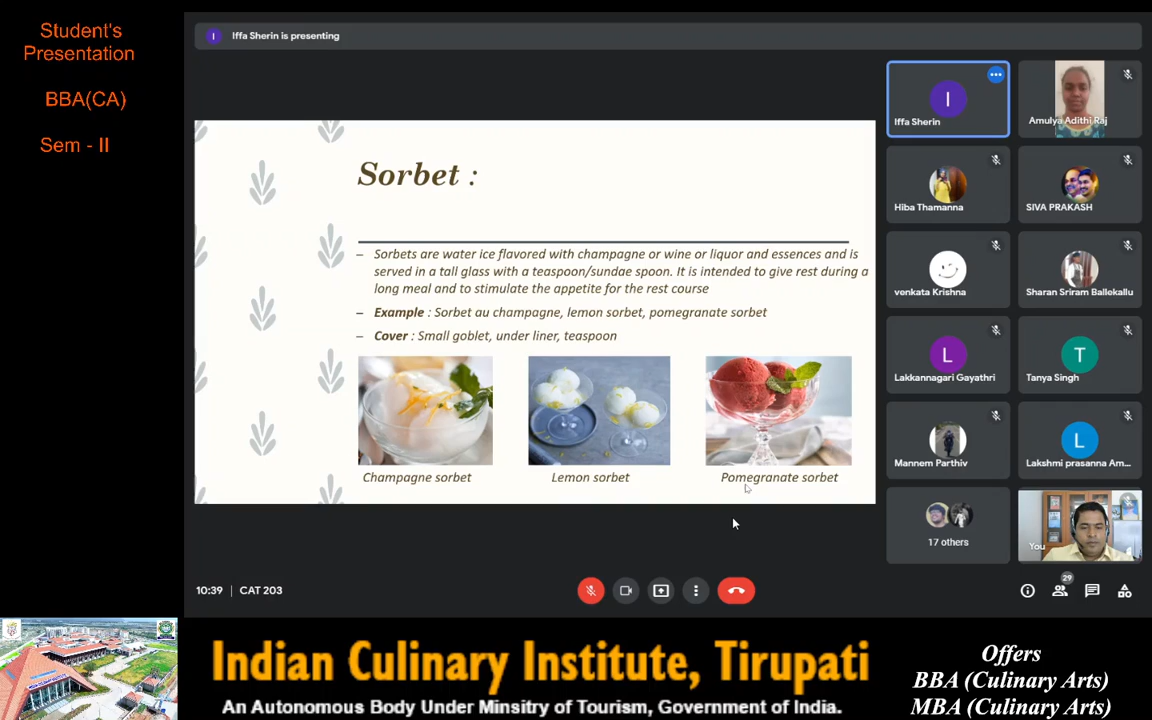 Student's
Presentation
BBA(CA)
Sem - II
I
Iffa Sherin is presenting
Sorbet :
– Sorbets are water ice flavored with champagne or wine or liquor and essences and is
served in a tall glass with a teaspoon/sundae spoon. It is intended to give rest during a
long meal and to stimulate the appetite for the rest course
– Example : Sorbet au champagne, lemon sorbet, pomegranate sorbet
– Cover : Small goblet, under liner, teaspoon
Champagne sorbet
Lemon sorbet
Pomegranate sorbet
I
Iffa Sherin
Amulya Adithi Raj
Hiba Thamanna
SIVA PRAKASH
venkata Krishna
Sharan Sriram Ballekallu
L
Lakkannagari Gayathri
T
Tanya Singh
Mannem Parthiv
L
Lakshmi prasanna Am...
17 others
You
10:39 | CAT 203
29
Indian Culinary Institute, Tirupati
An Autonomous Body Under Minsitry of Tourism, Government of India.
Offers
BBA (Culinary Arts)
MBA (Culinary Arts)